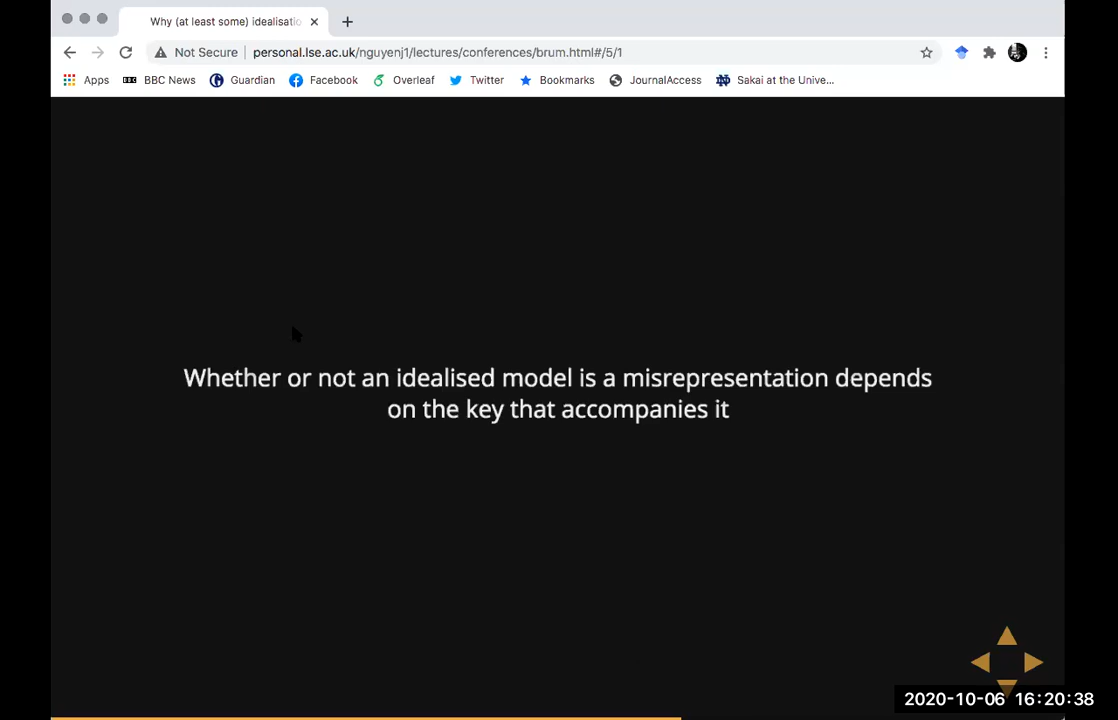 Why (at least some) idealisatio
Not Secure personal.lse.ac.uk/nguyenj1/lectures/conferences/brum.html#/5/1
Apps BBC News Guardian Facebook Overleaf Twitter Bookmarks JournalAccess Sakai at the Unive...
Whether or not an idealised model is a misrepresentation depends
on the key that accompanies it
2020-10-06 16:20:38